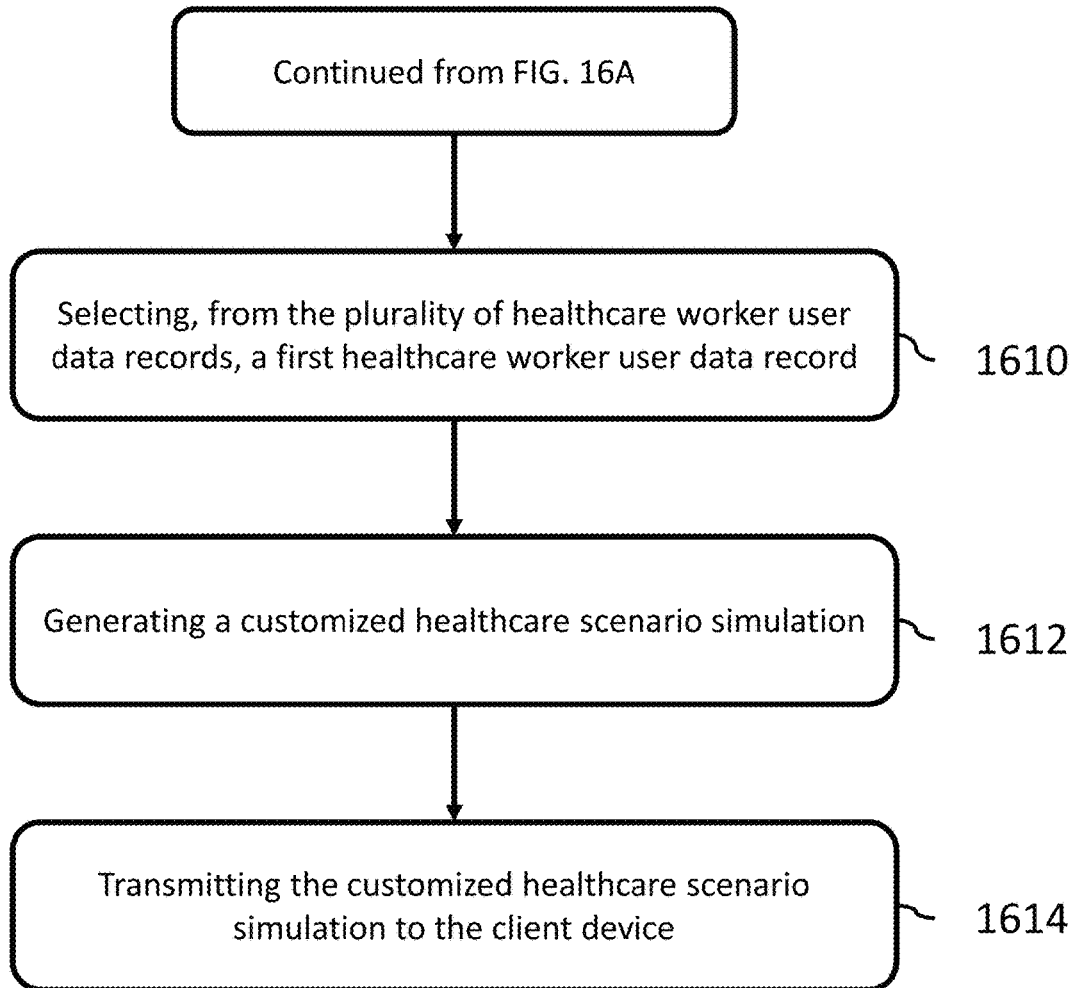 Continued from FIG. 16A
Selecting, from the plurality of healthcare worker user
data records, a first healthcare worker user data record
1610
Generating a customized healthcare scenario simulation
1612
Transmitting the customized healthcare scenario
simulation to the client device
1614